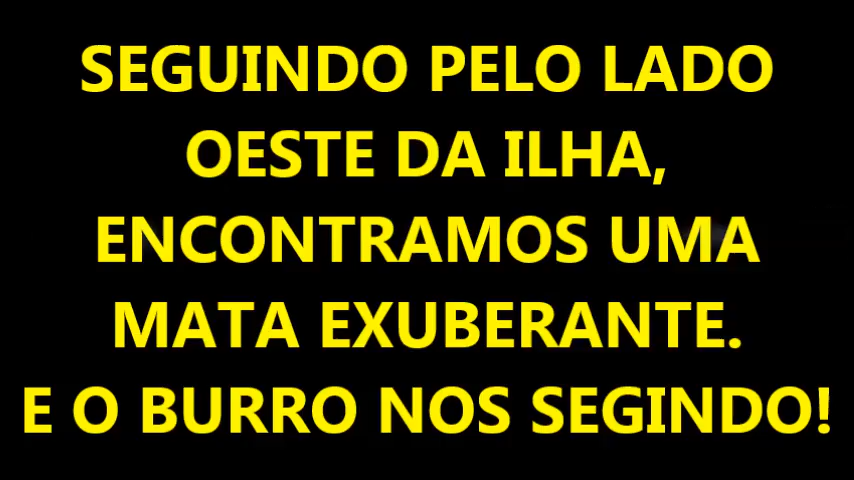 SEGUINDO PELO LADO
OESTE DA ILHA,
ENCONTRAMOS UMA
MATA EXUBERANTE.
E O BURRO NOS SEGINDO!